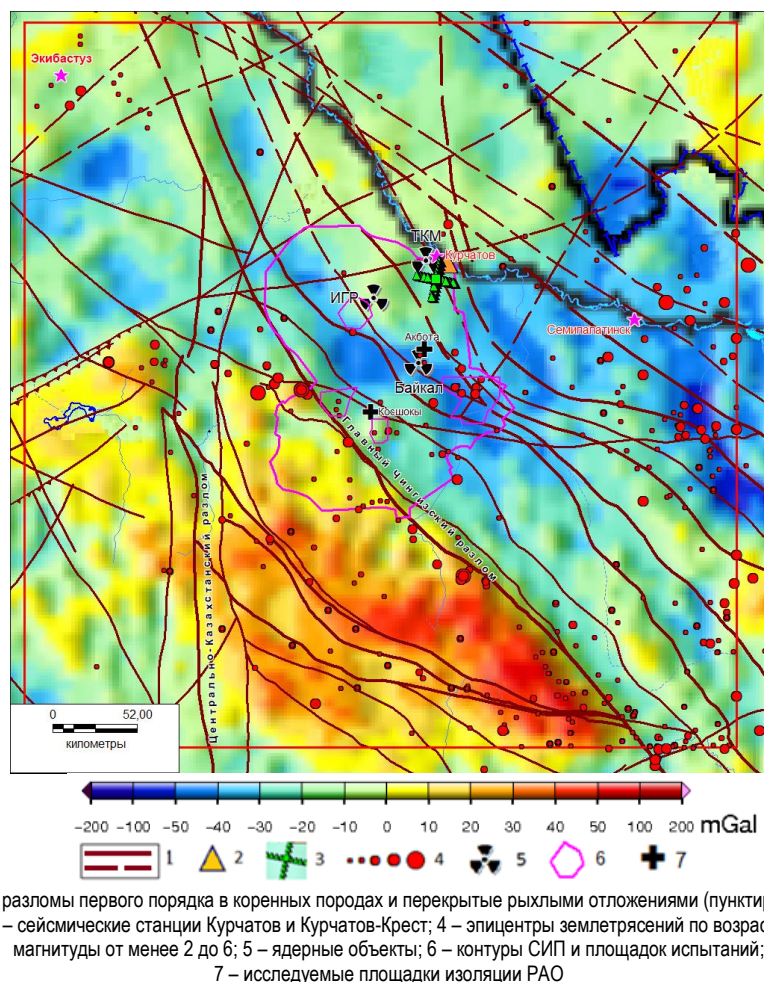 Экибастуз
ТКМ
Курчатов
ИГР
Семипалатинск
Акбота
Байкал
Косшокы
Главный Чингизский разлом
Центрально-Казахстанский разлом
0 52,00
километры
−200 −100 −50 −40 −30 −20 −10 0 10 20 30 40 50 100 200 mGal
1 2 3 4 5 6 7
разломы первого порядка в коренных породах и перекрытые рыхлыми отложениями (пунктир
– сейсмические станции Курчатов и Курчатов-Крест; 4 – эпицентры землетрясений по возрас
магнитуды от менее 2 до 6; 5 – ядерные объекты; 6 – контуры СИП и площадок испытаний;
7 – исследуемые площадки изоляции РАО